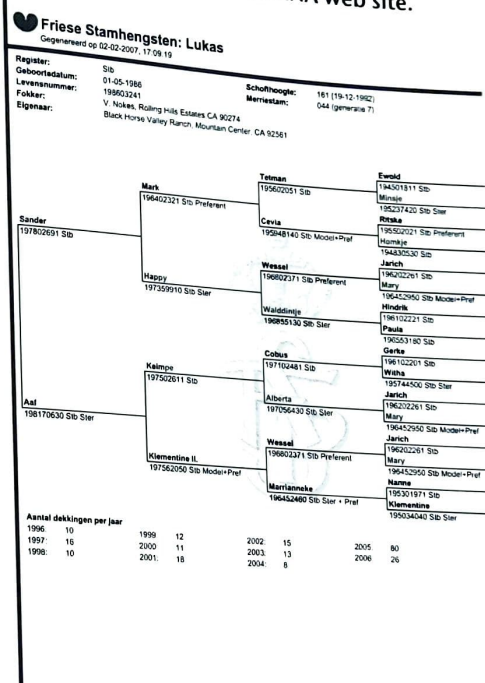 web site.
Friese Stamhengsten: Lukas
Gegenereerd op 02-02-2007, 17:09:19
Register: Stb
Geboortedatum: 01-05-1986
Levensnummer: 198603241
Fokker: V. Nokes, Rolling Hills Estates CA 90274
Eigenaar: Black Horse Valley Ranch, Mountain Center, CA 92561
Schofthoogte: 161 (19-12-1992)
Merriestam: 044 (generatie 7)
Sander
197802691 Stb
Aaf
198170630 Stb Ster
Mark
196402321 Stb Preferent
Happy
197359910 Stb Ster
Keimpe
197502611 Stb
Klementine II.
197562050 Stb Model+Pref
Tetman
195602051 Stb
Cevia
195948140 Stb Model+Pref
Wessel
196802371 Stb Preferent
Walddintje
196855130 Stb Ster
Cobus
197102481 Stb
Alberta
197056430 Stb Ster
Wessel
196802371 Stb Preferent
Marrianneke
196452460 Stb Ster + Pref
Ewold
194501811 Stb
Minsje
195237420 Stb Ster
Ritske
195502021 Stb Preferent
Homkje
194830530 Stb
Jarich
196202261 Stb
Mary
196452950 Stb Model+Pref
Hindrik
196102221 Stb
Paula
196553180 Stb
Gerke
196102201 Stb
Witha
195744500 Stb Ster
Jarich
196202261 Stb
Mary
196452950 Stb Model+Pref
Jarich
196202261 Stb
Mary
196452950 Stb Model+Pref
Nanne
195301971 Stb
Klementine
195034040 Stb Ster
Aantal dekkingen per jaar
1996: 10 1999 12 2002: 15 2005: 60
1997: 16 2000 11 2003: 13 2006 26
1998: 10 2001: 18 2004: 8